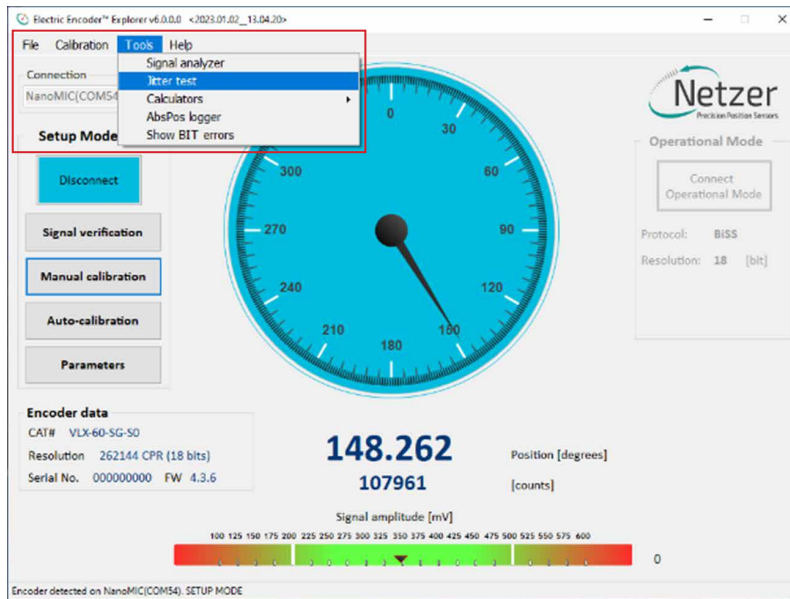 Electric Encoder™ Explorer v6.0.0.0 <2023.01.02__13.04.20>
File Calibration Tools Help
Signal analyzer
Jitter test
Calculators
AbsPos logger
Show BIT errors
Connection
NanoMIC(COM54
Setup Mode
Disconnect
Signal verification
Manual calibration
Auto-calibration
Parameters
0
30
60
90
120
150
180
210
240
270
300
Netzer
Precision Position Sensors
Operational Mode
Connect
Operational Mode
Protocol: BiSS
Resolution: 18 [bit]
Encoder data
CAT# VLX-60-SG-S0
Resolution 262144 CPR (18 bits)
Serial No. 000000000 FW 4.3.6
148.262 Position [degrees]
107961 [counts]
Signal amplitude [mV]
100 125 150 175 200 225 250 275 300 325 350 375 400 425 450 475 500 525 550 575 600
0
Encoder detected on NanoMIC(COM54). SETUP MODE